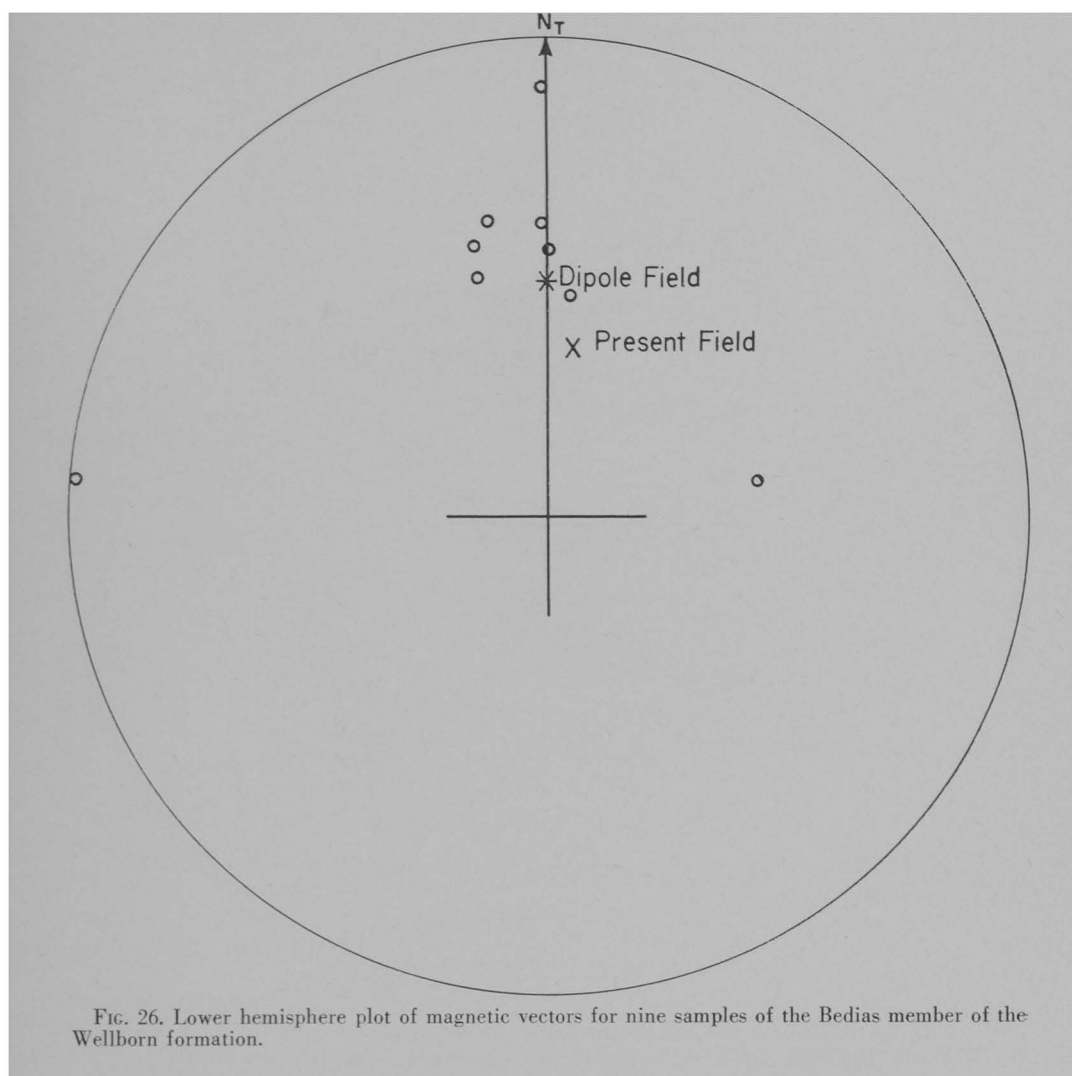 N_T
Dipole Field
X Present Field
FIG. 26. Lower hemisphere plot of magnetic vectors for nine samples of the Bedias member of the
Wellborn formation.